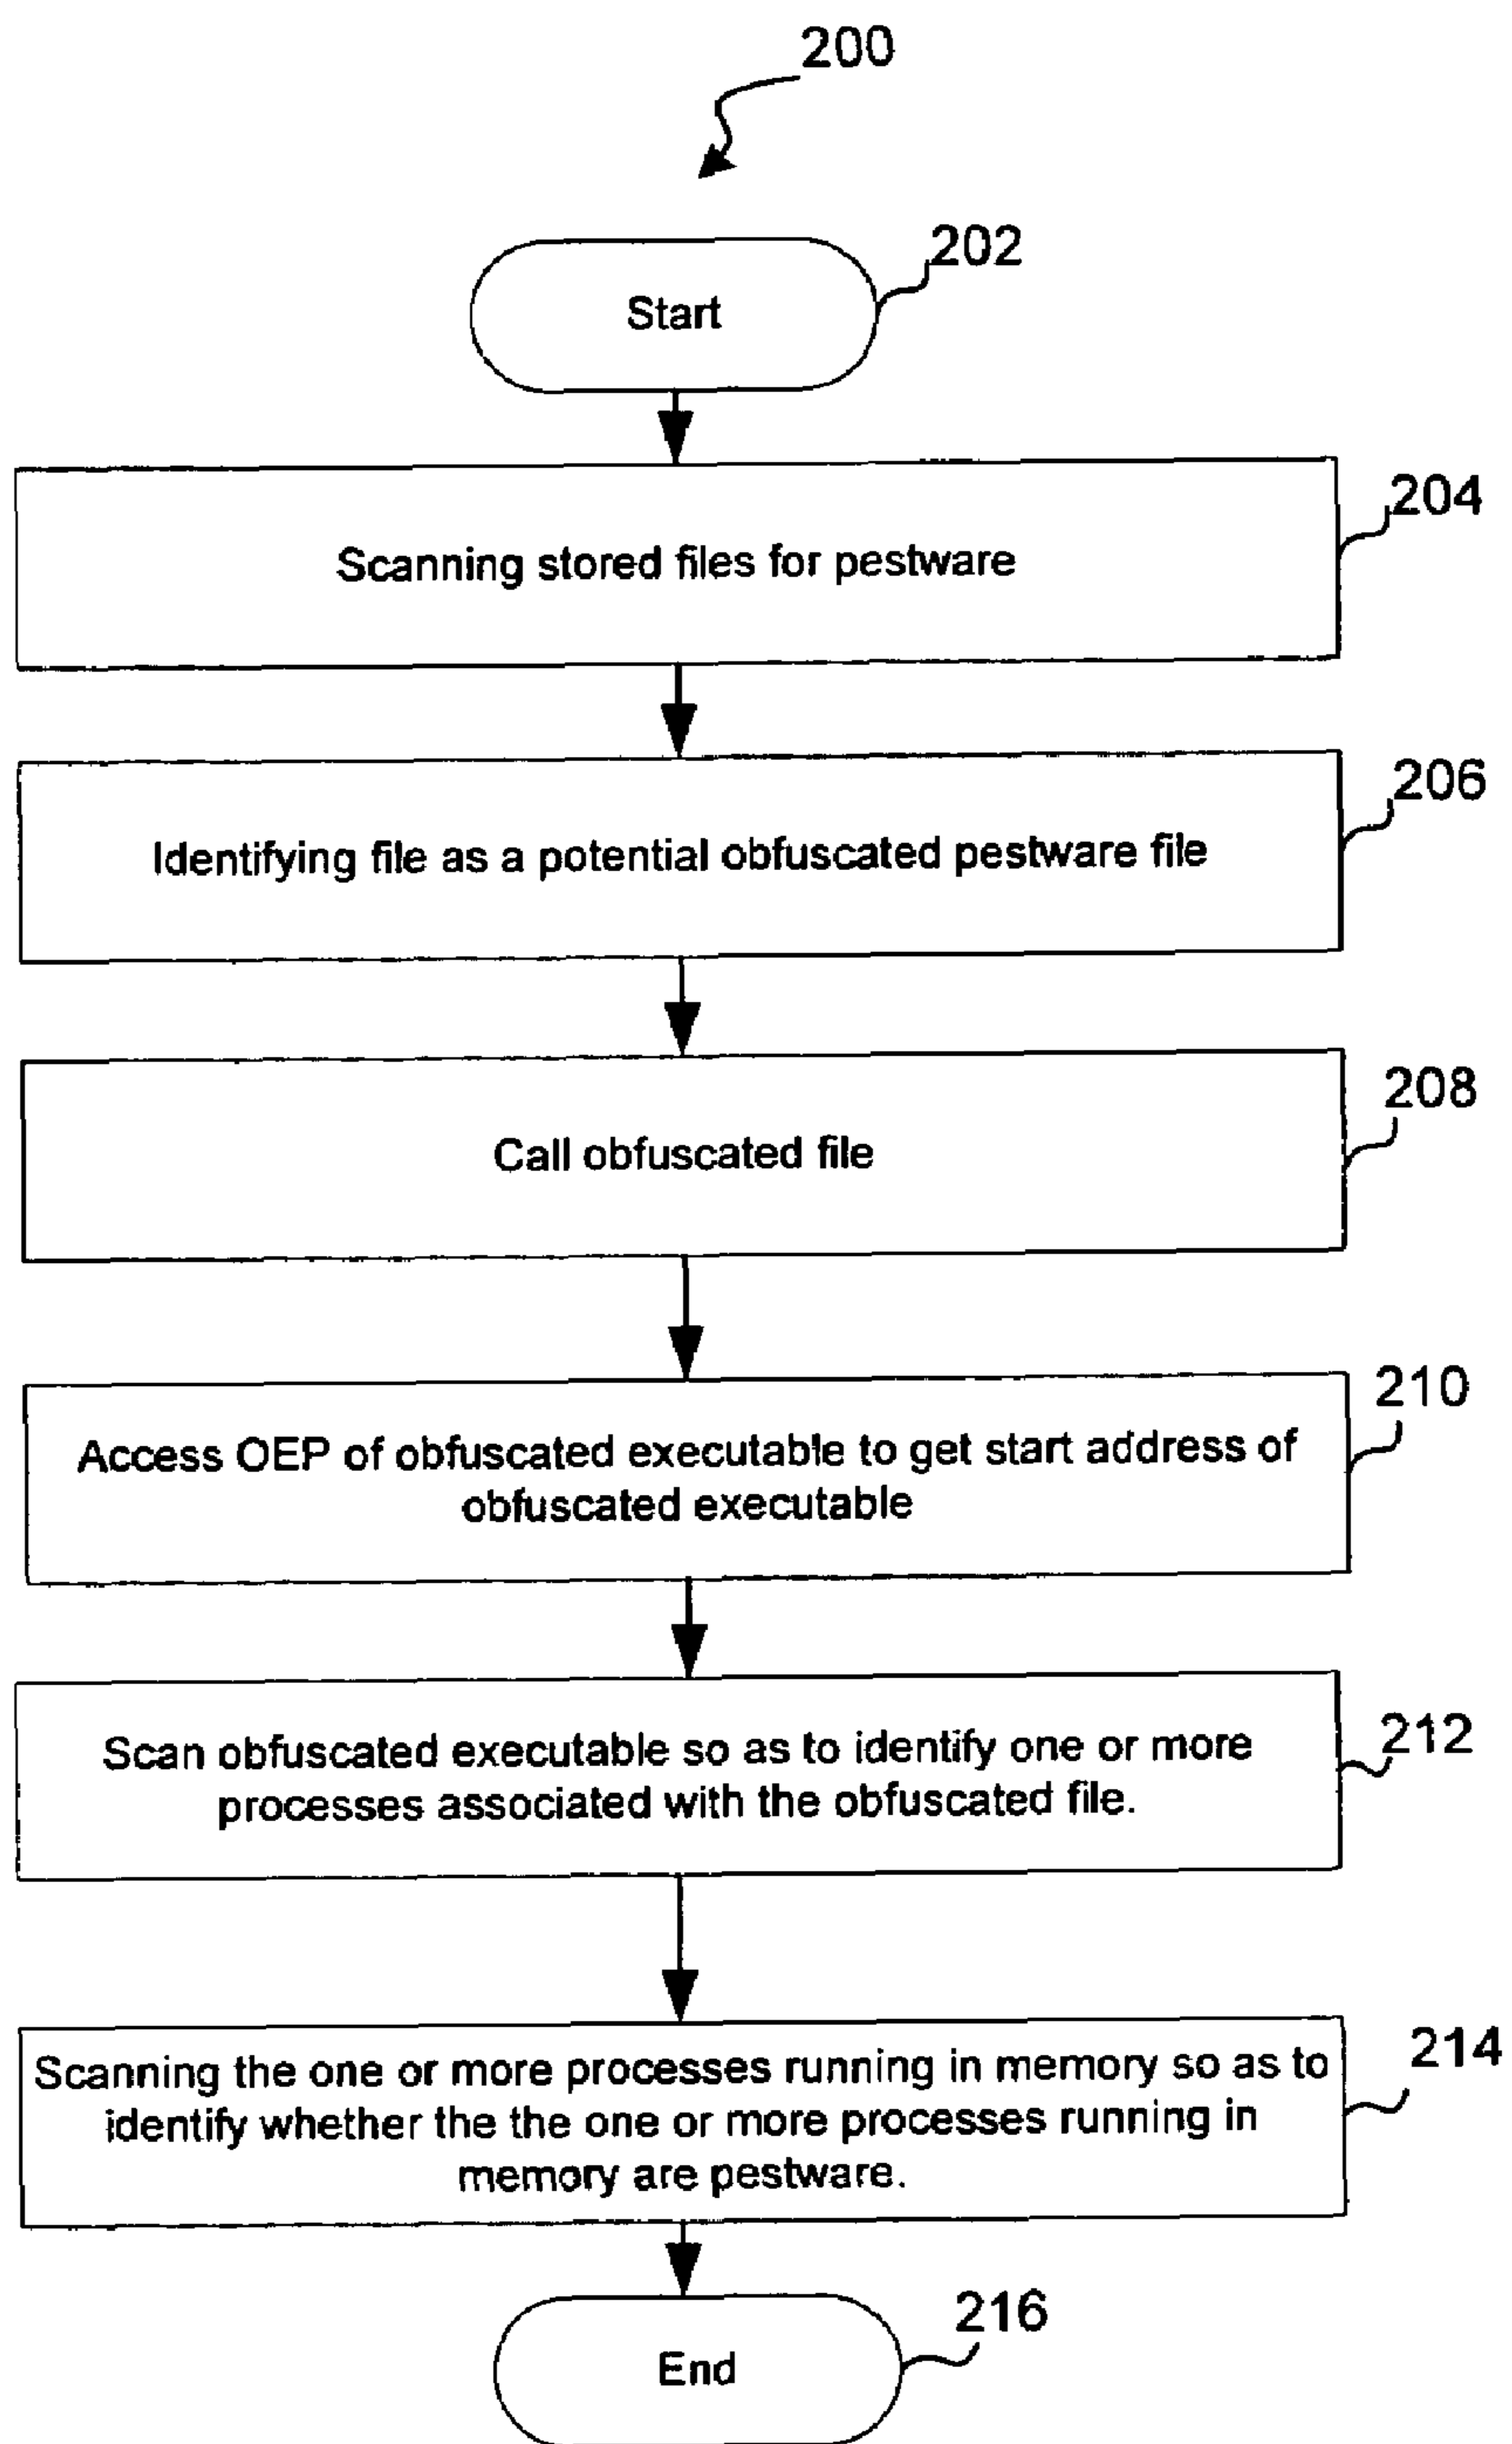 200
202
Start
204
Scanning stored files for pestware
206
Identifying file as a potential obfuscated pestware file
208
Call obfuscated file
210
Access OEP of obfuscated executable to get start address of
obfuscated executable
212
Scan obfuscated executable so as to identify one or more
processes associated with the obfuscated file.
214
Scanning the one or more processes running in memory so as to
identify whether the the one or more processes running in
memory are pestware.
216
End